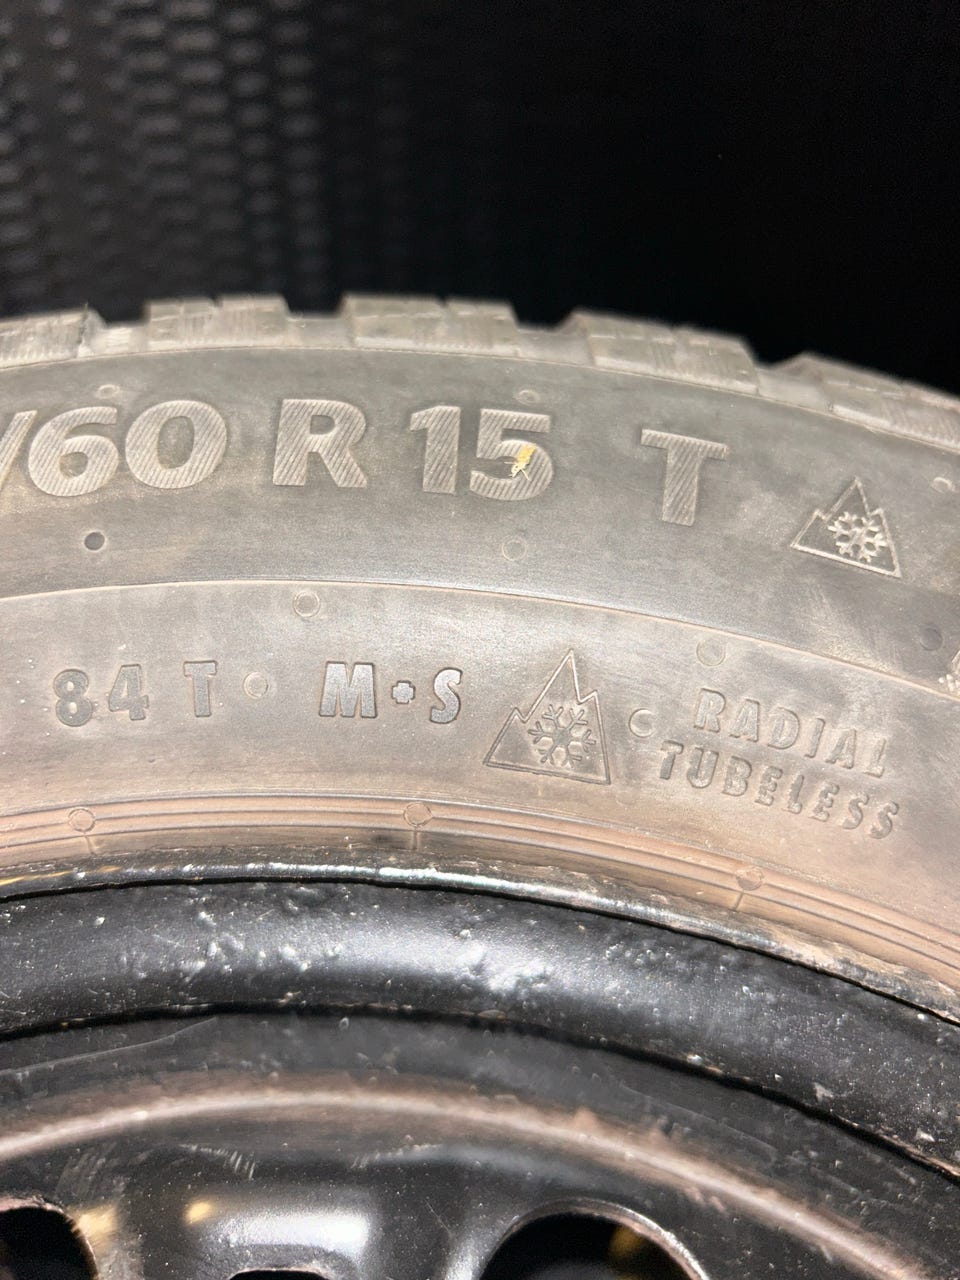 /60 R 15 T
84 T M+S
RADIAL
TUBELESS